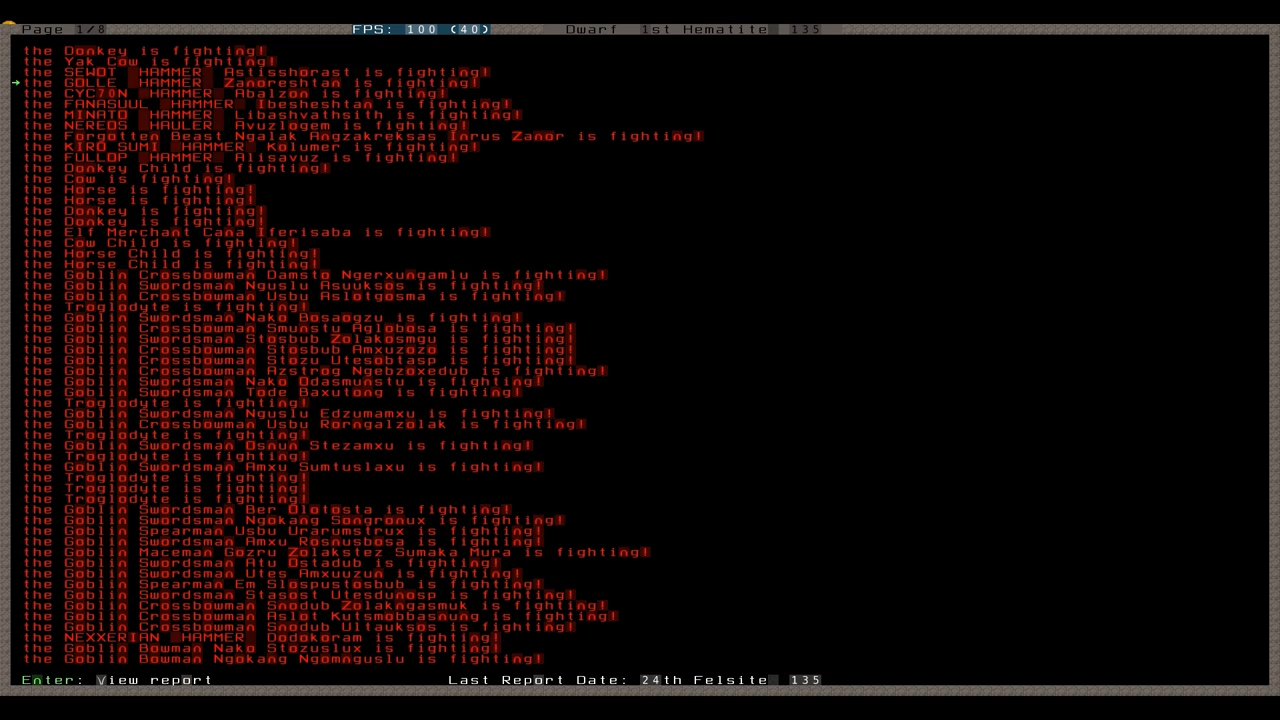 Page 1/8 FPS: 100 (40) Dwarf 1st Hematite 135
the Donkey is fighting!
the Yak Cow is fighting!
the SEWOT HAMMER Astisshorast is fighting!
the GOLLE HAMMER Zanoreshtan is fighting!
the CYC70N HAMMER Abalzon is fighting!
the FANASUUL HAMMER Ibesheshtan is fighting!
the MINATO HAMMER Libashvathsith is fighting!
the NEREOS HAULER Avuzlogem is fighting!
the Forgotten Beast Ngalak Angzakreksas Inrus Zanor is fighting!
the KIRO SUMI HAMMER Kolumer is fighting!
the FULLOP HAMMER Alisavuz is fighting!
the Donkey Child is fighting!
the Cow is fighting!
the Horse is fighting!
the Horse is fighting!
the Donkey is fighting!
the Donkey is fighting!
the Elf Merchant Cana Iferisaba is fighting!
the Cow Child is fighting!
the Horse Child is fighting!
the Horse Child is fighting!
the Goblin Crossbowman Damsto Ngerxungamlu is fighting!
the Goblin Swordsman Nguslu Asuuksos is fighting!
the Goblin Crossbowman Usbu Aslotgosma is fighting!
the Troglodyte is fighting!
the Goblin Swordsman Nako Bosaogzu is fighting!
the Goblin Crossbowman Smunstu Aglobosa is fighting!
the Goblin Swordsman Stosbub Zolakosmgu is fighting!
the Goblin Crossbowman Stosbub Amxuzozo is fighting!
the Goblin Crossbowman Stozu Utesobtasp is fighting!
the Goblin Crossbowman Azstrog Ngebzoxedub is fighting!
the Goblin Swordsman Nako Odasmunstu is fighting!
the Goblin Swordsman Tode Baxutong is fighting!
the Troglodyte is fighting!
the Goblin Swordsman Nguslu Edzumamxu is fighting!
the Goblin Crossbowman Usbu Rorngalzolak is fighting!
the Troglodyte is fighting!
the Goblin Swordsman Osnun Stezamxu is fighting!
the Troglodyte is fighting!
the Goblin Swordsman Amxu Sumtuslaxu is fighting!
the Troglodyte is fighting!
the Troglodyte is fighting!
the Troglodyte is fighting!
the Goblin Swordsman Ber Olotosta is fighting!
the Goblin Swordsman Ngokang Songronux is fighting!
the Goblin Spearman Usbu Urarumstrux is fighting!
the Goblin Swordsman Amxu Rosnusbosa is fighting!
the Goblin Maceman Gozru Zolakstez Sumaka Mura is fighting!
the Goblin Swordsman Atu Ostadub is fighting!
the Goblin Swordsman Utes Amxuuzun is fighting!
the Goblin Spearman Em Slospustosbub is fighting!
the Goblin Swordsman Stasost Utesdunosp is fighting!
the Goblin Crossbowman Snodub Zolakngasmuk is fighting!
the Goblin Crossbowman Aslot Kutsmobbasnung is fighting!
the Goblin Crossbowman Snodub Ultauksos is fighting!
the NEXXERIAN HAMMER Dodokoram is fighting!
the Goblin Bowman Nako Stozuslux is fighting!
the Goblin Bowman Ngokang Ngomnguslu is fighting!
Enter: View report Last Report Date: 24th Felsite 135